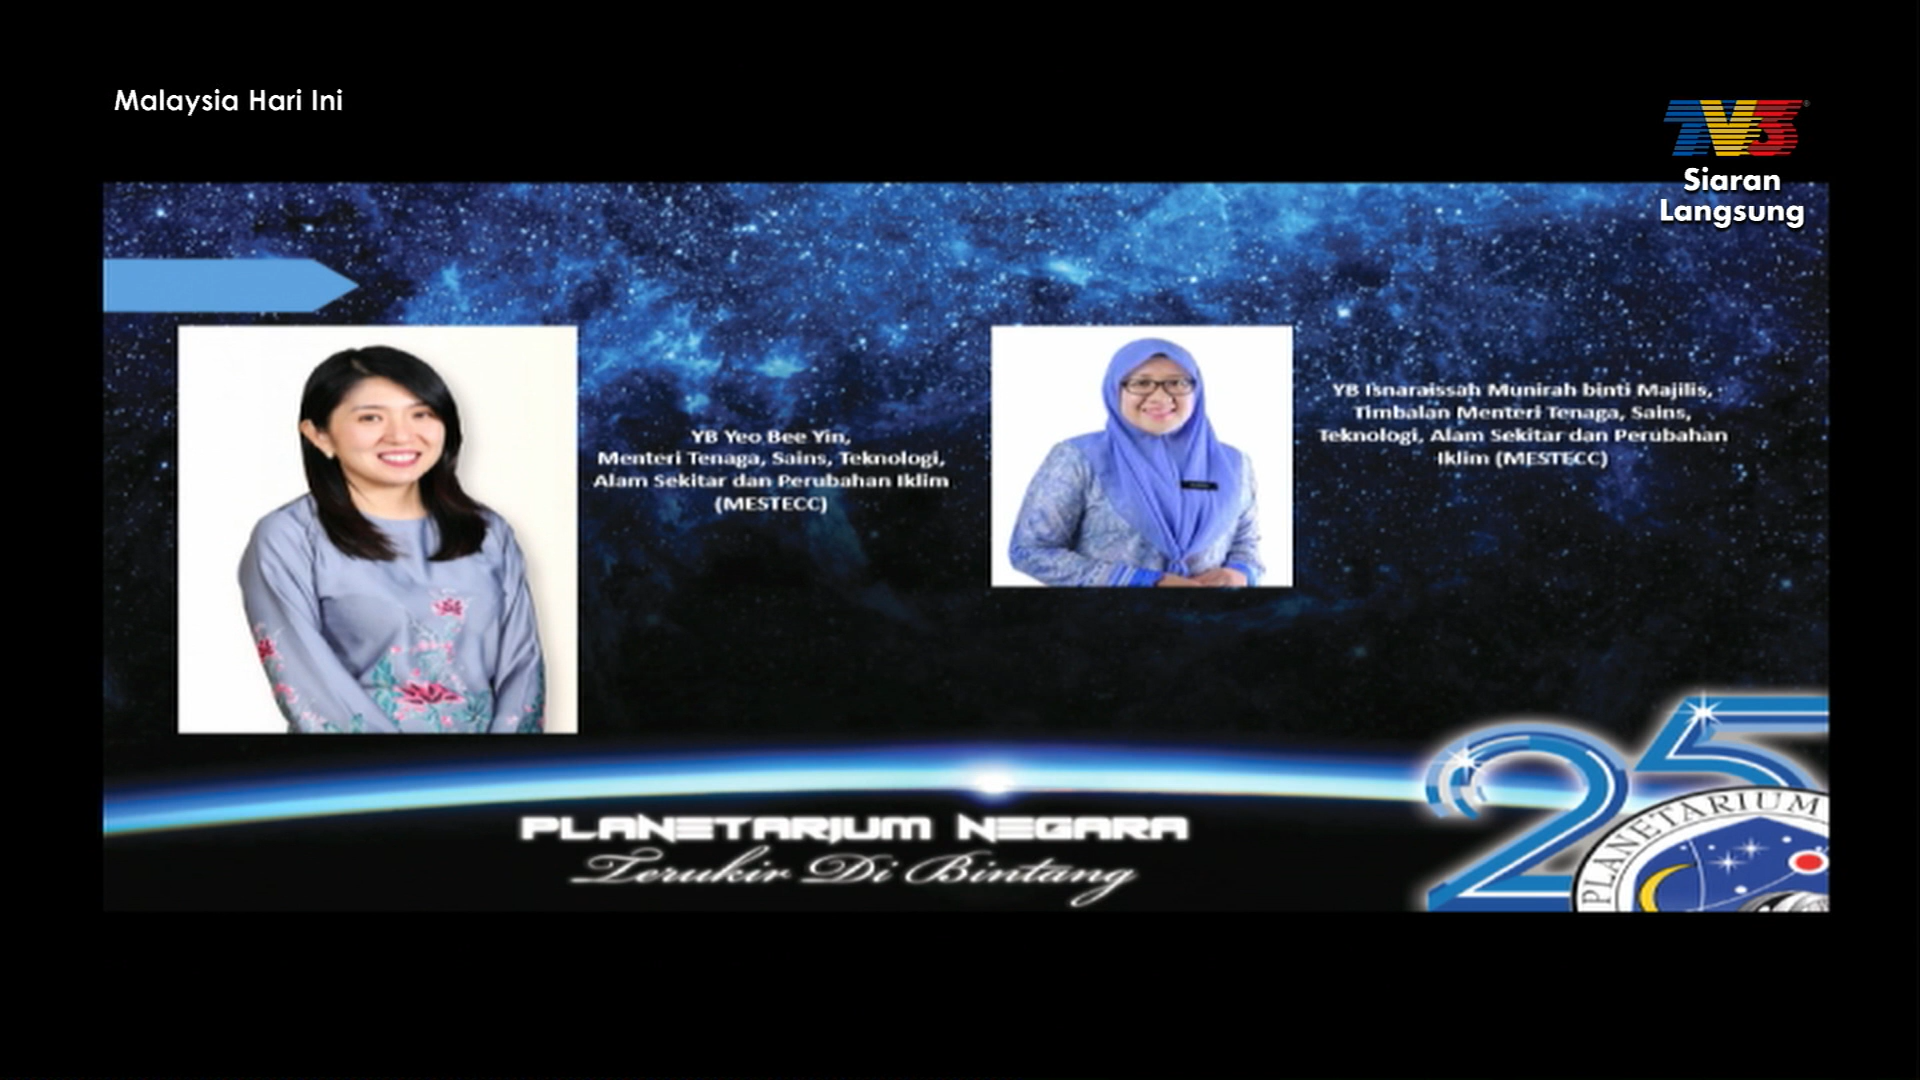 Malaysia Hari Ini
TV3
Siaran
Langsung
YB Yeo Bee Yin,
Menteri Tenaga, Sains, Teknologi,
Alam Sekitar dan Perubahan Iklim
(MESTECC)
YB Isnaraissah Munirah binti Majilis,
Timbalan Menteri Tenaga, Sains,
Teknologi, Alam Sekitar dan Perubahan
Iklim (MESTECC)
PLANETARIUM NEGARA
Terukir Di Bintang
25
PLANETARIUM